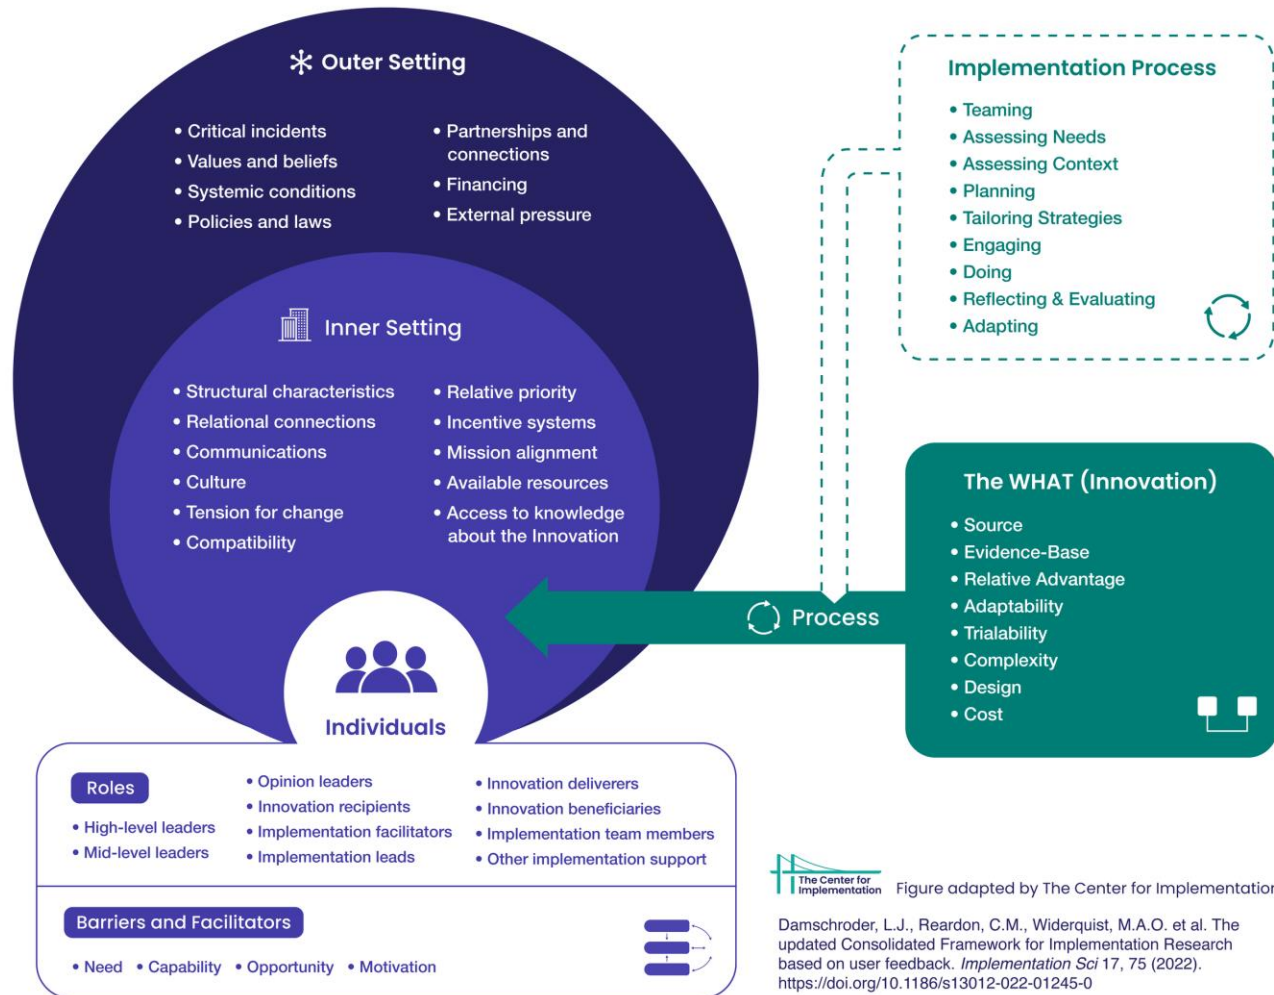 Outer Setting
• Critical incidents
• Values and beliefs
• Systemic conditions
• Policies and laws
• Partnerships and
connections
• Financing
• External pressure
Inner Setting
• Structural characteristics
• Relational connections
• Communications
• Culture
• Tension for change
• Compatibility
• Relative priority
• Incentive systems
• Mission alignment
• Available resources
• Access to knowledge
about the Innovation
Individuals
Roles
• High-level leaders
• Mid-level leaders
• Opinion leaders
• Innovation recipients
• Implementation facilitators
• Implementation leads
• Innovation deliverers
• Innovation beneficiaries
• Implementation team members
• Other implementation support
Barriers and Facilitators
• Need • Capability • Opportunity • Motivation
Implementation Process
• Teaming
• Assessing Needs
• Assessing Context
• Planning
• Tailoring Strategies
• Engaging
• Doing
• Reflecting & Evaluating
• Adapting
Process
The WHAT (Innovation)
• Source
• Evidence-Base
• Relative Advantage
• Adaptability
• Trialability
• Complexity
• Design
• Cost
The Center for
Implementation
Figure adapted by The Center for Implementation
Damschroder, L.J., Reardon, C.M., Widerquist, M.A.O. et al. The
updated Consolidated Framework for Implementation Research
based on user feedback. Implementation Sci 17, 75 (2022).
https://doi.org/10.1186/s13012-022-01245-0